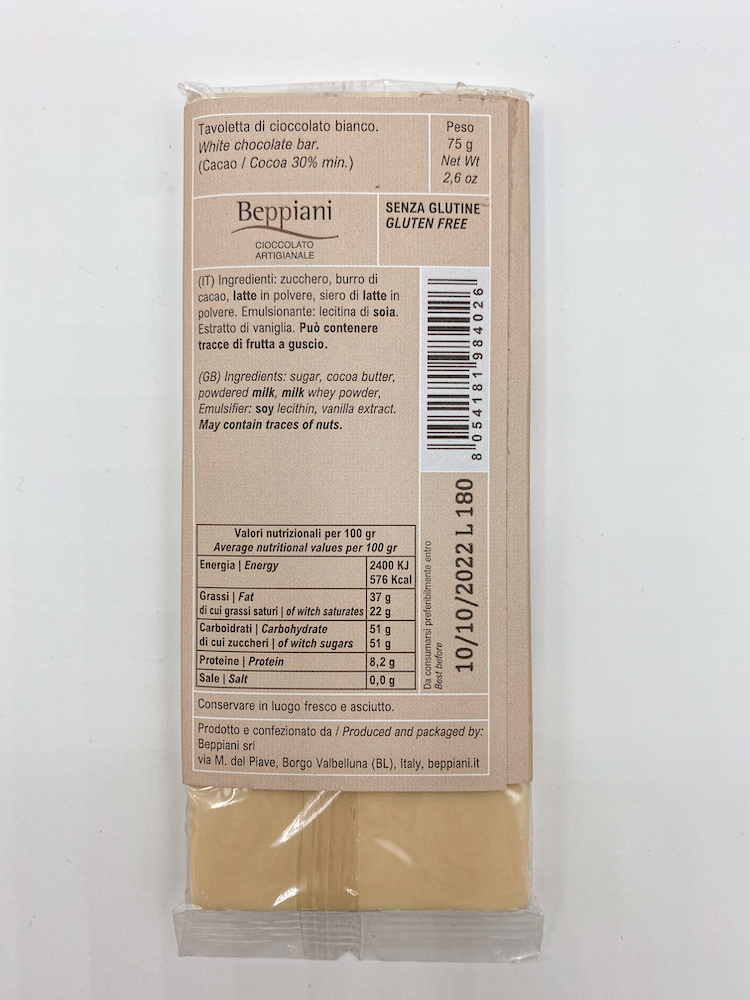 Tavoletta di cioccolato bianco.
White chocolate bar.
(Cacao / Cocoa 30% min.)
Peso
75 g
Net Wt
2,6 oz
Beppiani
CIOCCOLATO
ARTIGIANALE
SENZA GLUTINE
GLUTEN FREE
(IT) Ingredienti: zucchero, burro di
cacao, latte in polvere, siero di latte in
polvere. Emulsionante: lecitina di soia.
Estratto di vaniglia. Può contenere
tracce di frutta a guscio.
(GB) Ingredients: sugar, cocoa butter,
powdered milk, milk whey powder,
Emulsifier: soy lecithin, vanilla extract.
May contain traces of nuts.
8 054181 984026
Valori nutrizionali per 100 gr
Average nutritional values per 100 gr
Energia | Energy 2400 KJ
576 Kcal
Grassi | Fat 37 g
di cui grassi saturi | of witch saturates 22 g
Carboidrati | Carbohydrate 51 g
di cui zuccheri | of witch sugars 51 g
Proteine | Protein 8,2 g
Sale | Salt 0,0 g
Da consumarsi preferibilmente entro
Best before
10/10/2022 L 180
Conservare in luogo fresco e asciutto.
Prodotto e confezionato da / Produced and packaged by:
Beppiani srl
via M. del Piave, Borgo Valbelluna (BL), Italy, beppiani.it